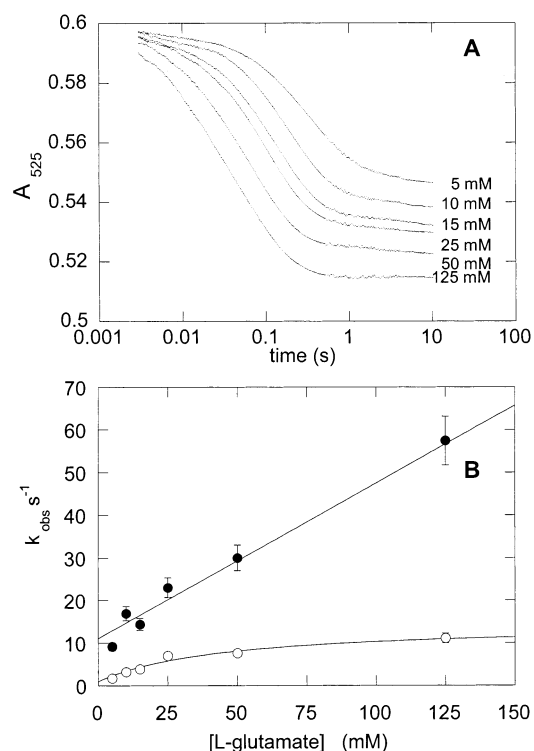 A
0.6
0.58
0.56
0.54
0.52
0.5
A 525
5 mM
10 mM
15 mM
25 mM
50 mM
125 mM
0.001 0.01 0.1 1 10 100
time (s)
B
70
60
50
40
30
20
10
0
k obs s-1
0 25 50 75 100 125 150
[L-glutamate] (mM)